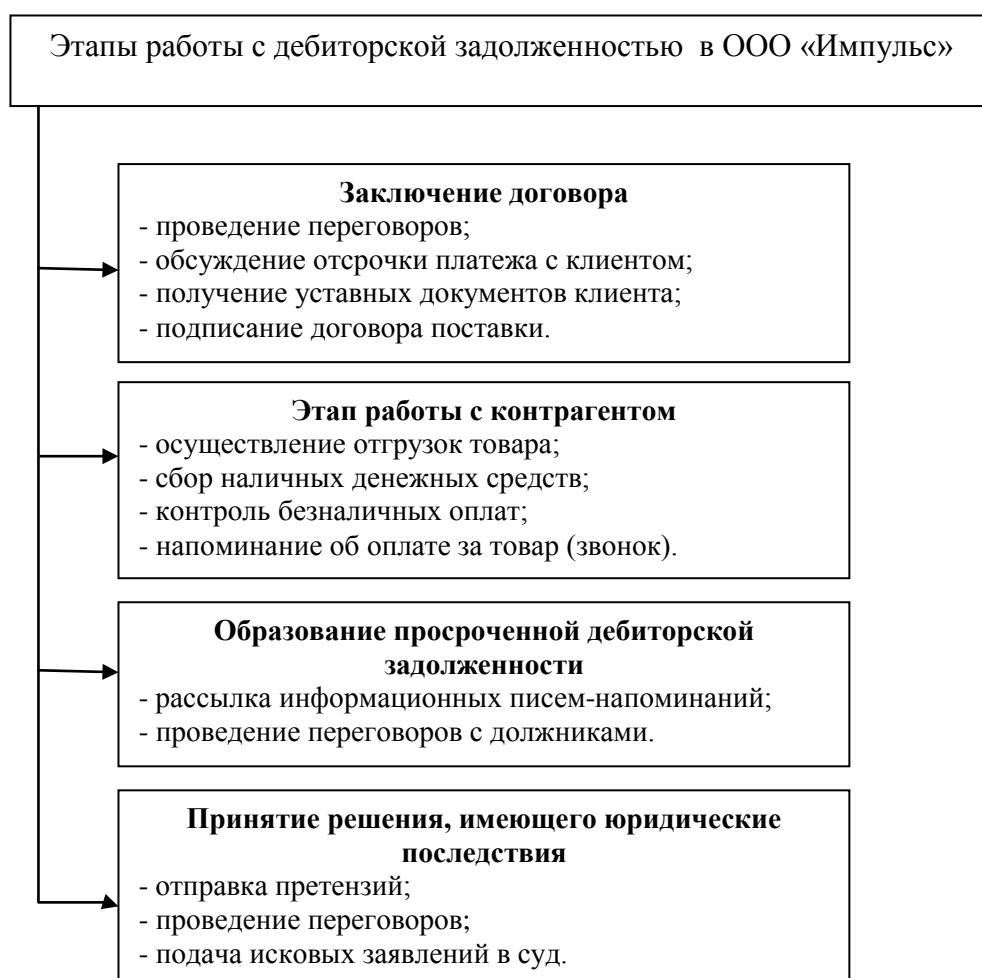 Этапы работы с дебиторской задолженностью в ООО «Импульс»
Заключение договора
- проведение переговоров;
- обсуждение отсрочки платежа с клиентом;
- получение уставных документов клиента;
- подписание договора поставки.
Этап работы с контрагентом
- осуществление отгрузок товара;
- сбор наличных денежных средств;
- контроль безналичных оплат;
- напоминание об оплате за товар (звонок).
Образование просроченной дебиторской
задолженности
- рассылка информационных писем-напоминаний;
- проведение переговоров с должниками.
Принятие решения, имеющего юридические
последствия
- отправка претензий;
- проведение переговоров;
- подача исковых заявлений в суд.